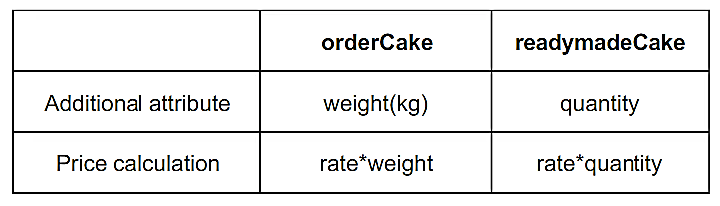 orderCake readymadeCake
Additional attribute weight(kg) quantity
Price calculation rate*weight rate*quantity